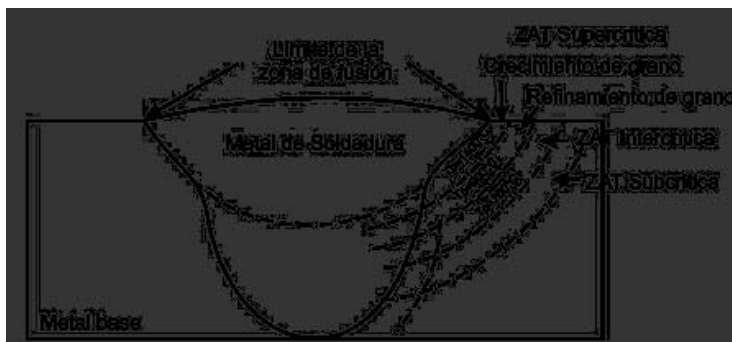 Límite de la
zona de fusión
ZAT Supercrítica
Crecimiento de grano
Refinamiento de grano
Metal de Soldadura
ZAT Intercrítica
ZAT Subcrítica
Metal base